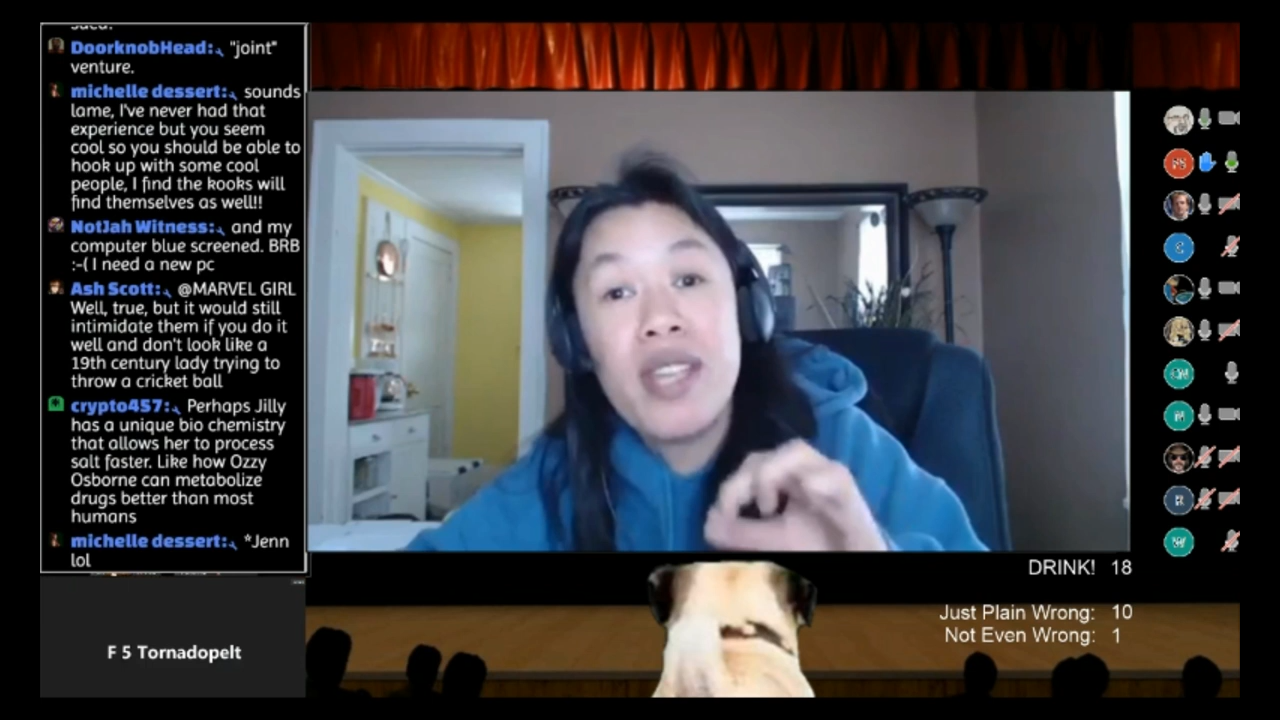 DoorknobHead: "joint"
venture.
michelle dessert: sounds
lame, I've never had that
experience but you seem
cool so you should be able to
hook up with some cool
people, I find the kooks will
find themselves as well!!
NotJah Witness: and my
computer blue screened. BRB
:-( I need a new pc
Ash Scott: @MARVEL GIRL
Well, true, but it would still
intimidate them if you do it
well and don't look like a
19th century lady trying to
throw a cricket ball
crypto457: Perhaps Jilly
has a unique bio chemistry
that allows her to process
salt faster. Like how Ozzy
Osborne can metabolize
drugs better than most
humans
michelle dessert: *Jenn
lol
F 5 Tornadopelt
DRINK! 18
Just Plain Wrong: 10
Not Even Wrong: 1